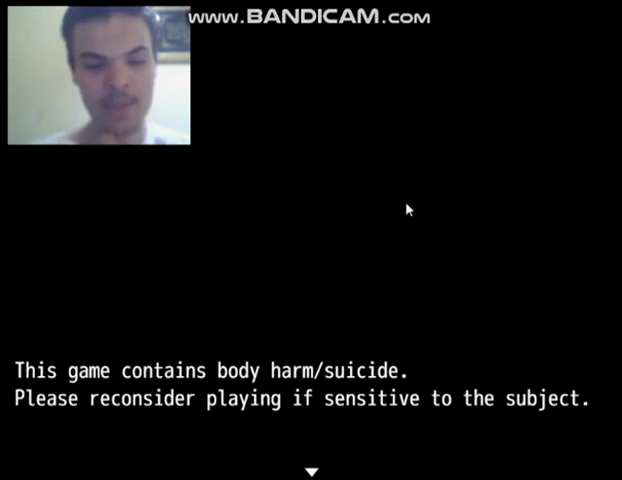 www.BANDICAM.com
This game contains body harm/suicide.
Please reconsider playing if sensitive to the subject.